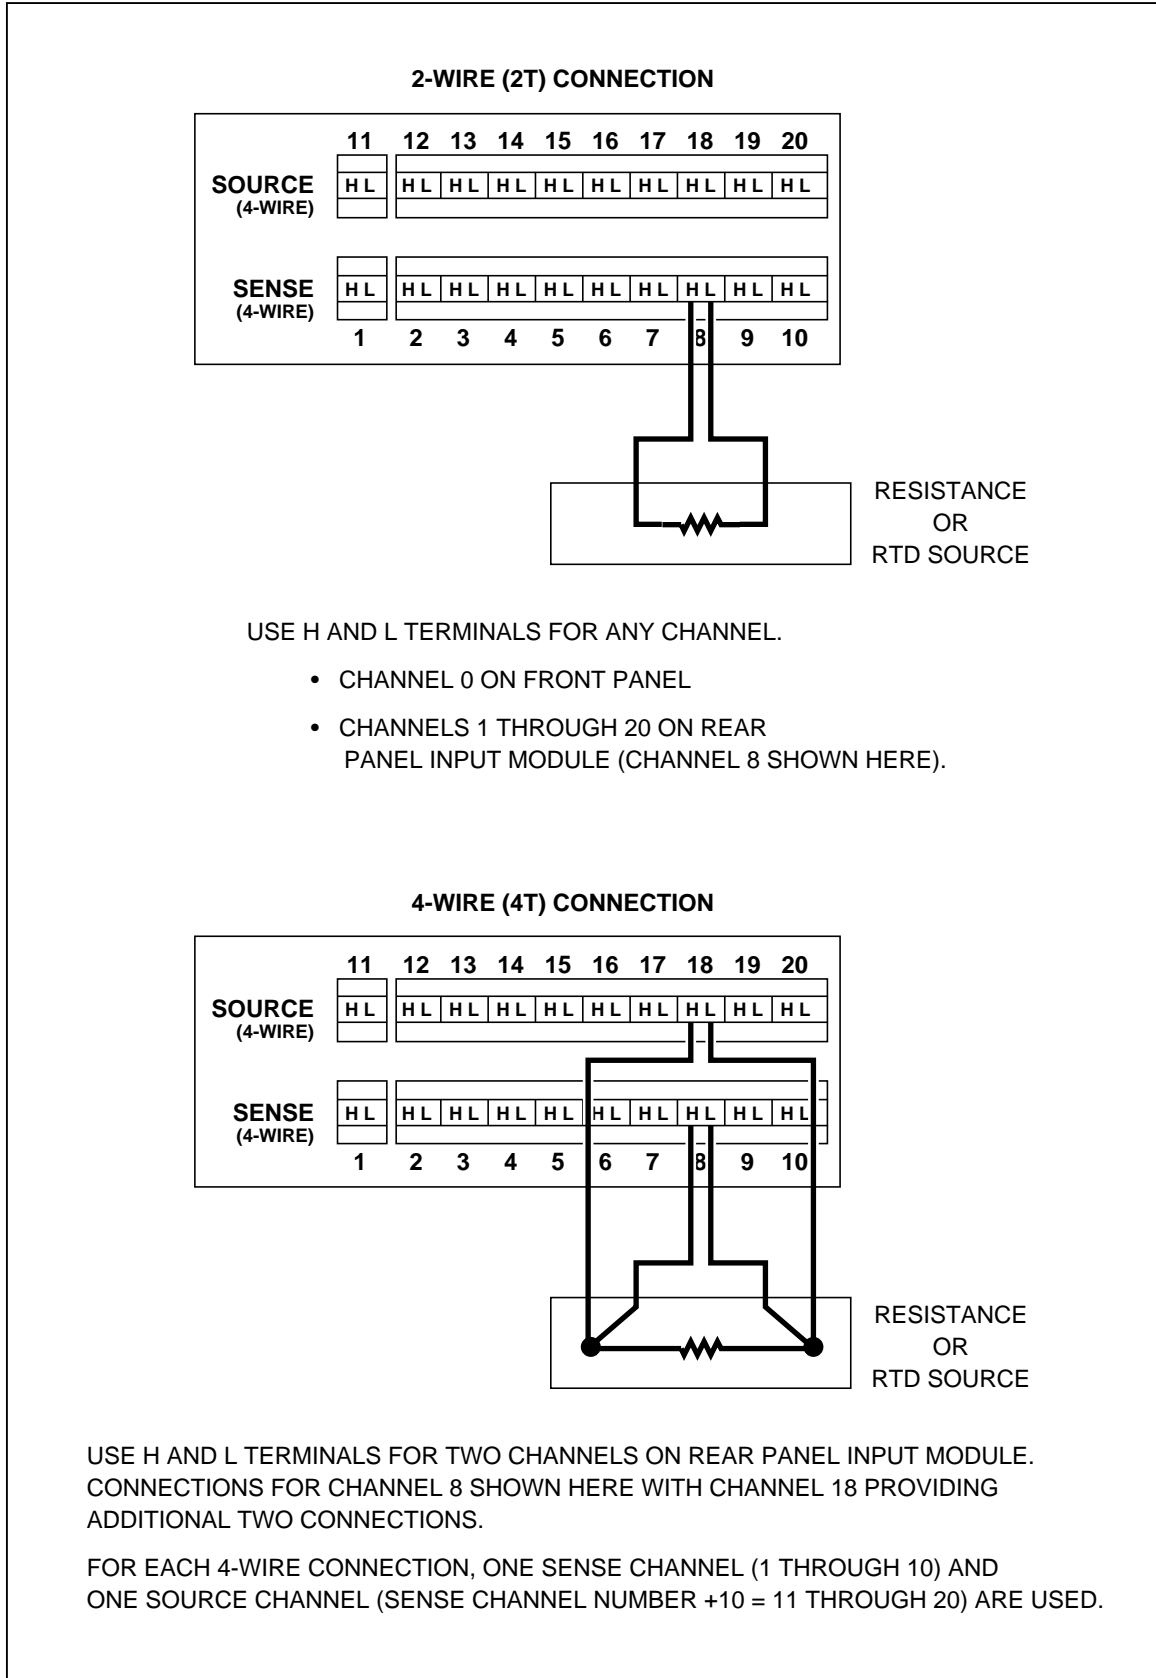 2-WIRE (2T) CONNECTION
11 12 13 14 15 16 17 18 19 20
SOURCE H L H L H L H L H L H L H L H L H L H L
(4-WIRE)
SENSE H L H L H L H L H L H L H L H L H L H L
(4-WIRE)
1 2 3 4 5 6 7 8 9 10
RESISTANCE
OR
RTD SOURCE
USE H AND L TERMINALS FOR ANY CHANNEL.
• CHANNEL 0 ON FRONT PANEL
• CHANNELS 1 THROUGH 20 ON REAR
PANEL INPUT MODULE (CHANNEL 8 SHOWN HERE).
4-WIRE (4T) CONNECTION
11 12 13 14 15 16 17 18 19 20
SOURCE H L H L H L H L H L H L H L H L H L H L
(4-WIRE)
SENSE H L H L H L H L H L H L H L H L H L H L
(4-WIRE)
1 2 3 4 5 6 7 8 9 10
RESISTANCE
OR
RTD SOURCE
USE H AND L TERMINALS FOR TWO CHANNELS ON REAR PANEL INPUT MODULE.
CONNECTIONS FOR CHANNEL 8 SHOWN HERE WITH CHANNEL 18 PROVIDING
ADDITIONAL TWO CONNECTIONS.
FOR EACH 4-WIRE CONNECTION, ONE SENSE CHANNEL (1 THROUGH 10) AND
ONE SOURCE CHANNEL (SENSE CHANNEL NUMBER +10 = 11 THROUGH 20) ARE USED.